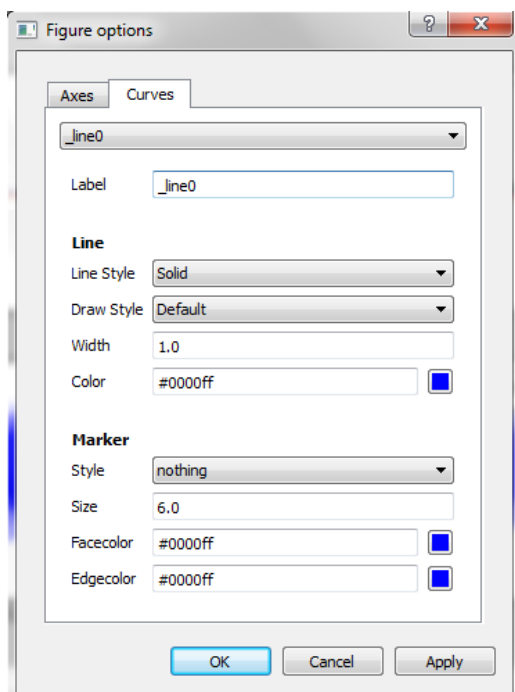 Figure options
?
X
Axes Curves
_line0
Label _line0
Line
Line Style Solid
Draw Style Default
Width 1.0
Color #0000ff
Marker
Style nothing
Size 6.0
Facecolor #0000ff
Edgecolor #0000ff
OK Cancel Apply